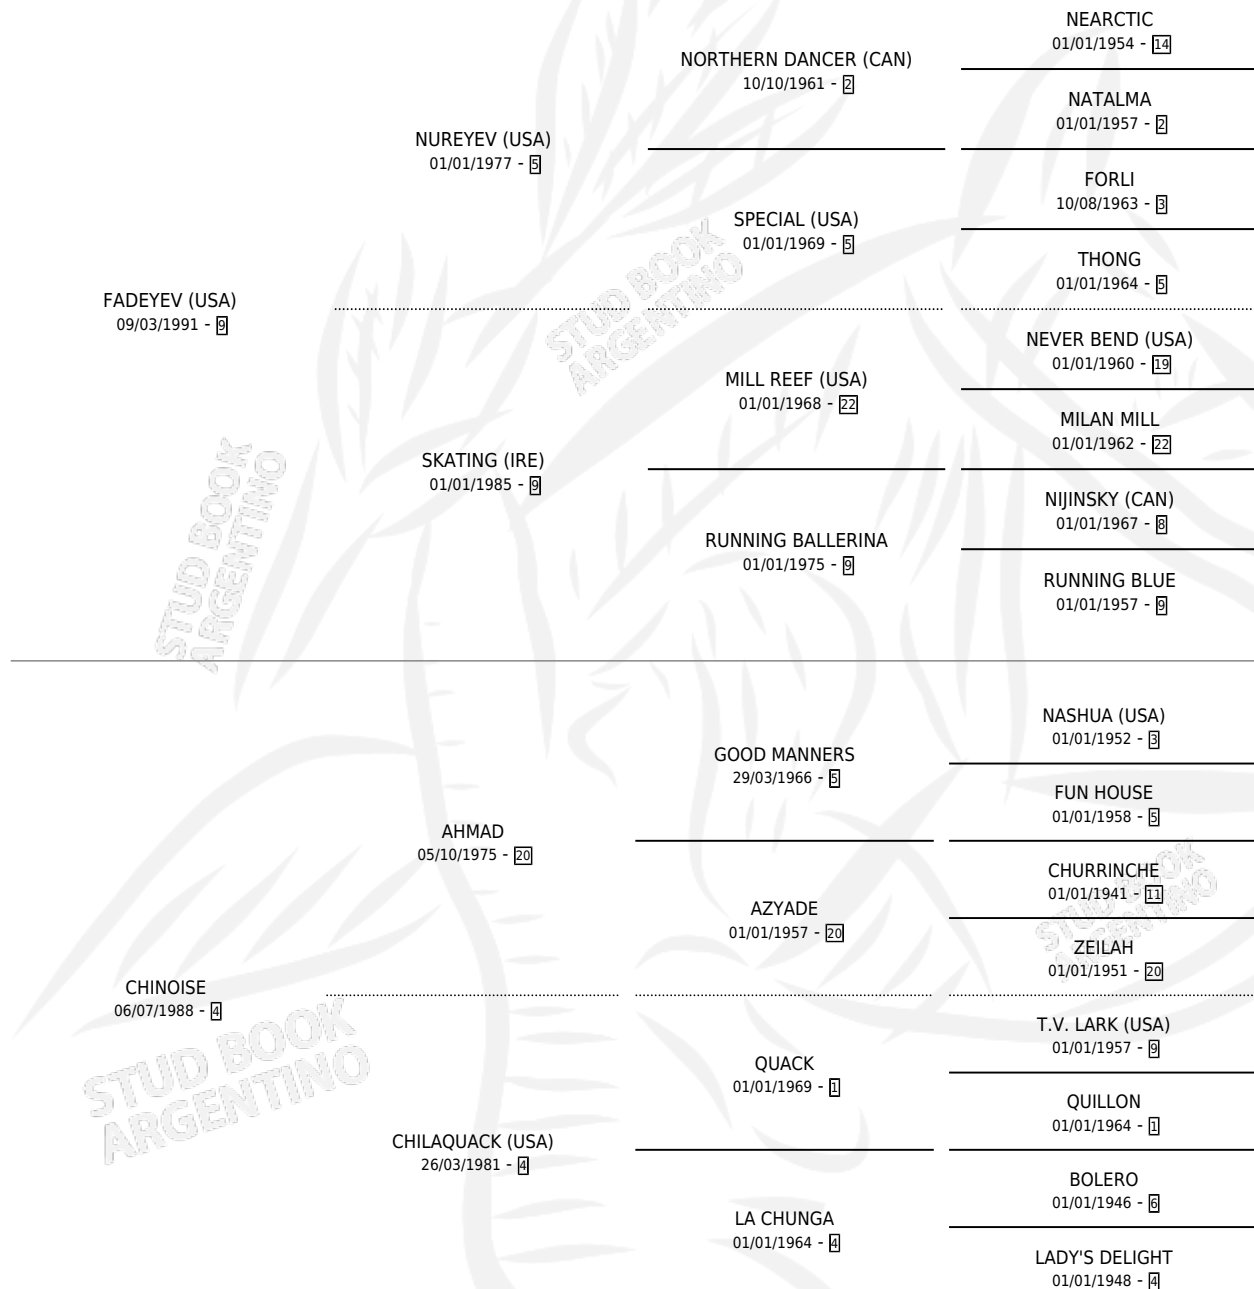 NEARCTIC
01/01/1954 - 14
NORTHERN DANCER (CAN)
10/10/1961 - 2
NATALMA
01/01/1957 - 2
NUREYEV (USA)
01/01/1977 - 5
FORLI
10/08/1963 - 3
SPECIAL (USA)
01/01/1969 - 5
THONG
01/01/1964 - 5
FADEYEV (USA)
09/03/1991 - 9
NEVER BEND (USA)
01/01/1960 - 19
MILL REEF (USA)
01/01/1968 - 22
MILAN MILL
01/01/1962 - 22
SKATING (IRE)
01/01/1985 - 9
NIJINSKY (CAN)
01/01/1967 - 8
RUNNING BALLERINA
01/01/1975 - 9
RUNNING BLUE
01/01/1957 - 9
NASHUA (USA)
01/01/1952 - 3
GOOD MANNERS
29/03/1966 - 5
FUN HOUSE
01/01/1958 - 5
AHMAD
05/10/1975 - 20
CHURRINCHE
01/01/1941 - 11
AZYADE
01/01/1957 - 20
ZEILAH
01/01/1951 - 20
CHINOISE
06/07/1988 - 4
T.V. LARK (USA)
01/01/1957 - 9
QUACK
01/01/1969 - 1
QUILLON
01/01/1964 - 1
CHILAQUACK (USA)
26/03/1981 - 4
BOLERO
01/01/1946 - 6
LA CHUNGA
01/01/1964 - 4
LADY'S DELIGHT
01/01/1948 - 4
STUD BOOK
ARGENTINO
STUD BOOK
ARGENTINO
STUD BOOK
ARGENTINO
STUD BOOK
ARGENTINO